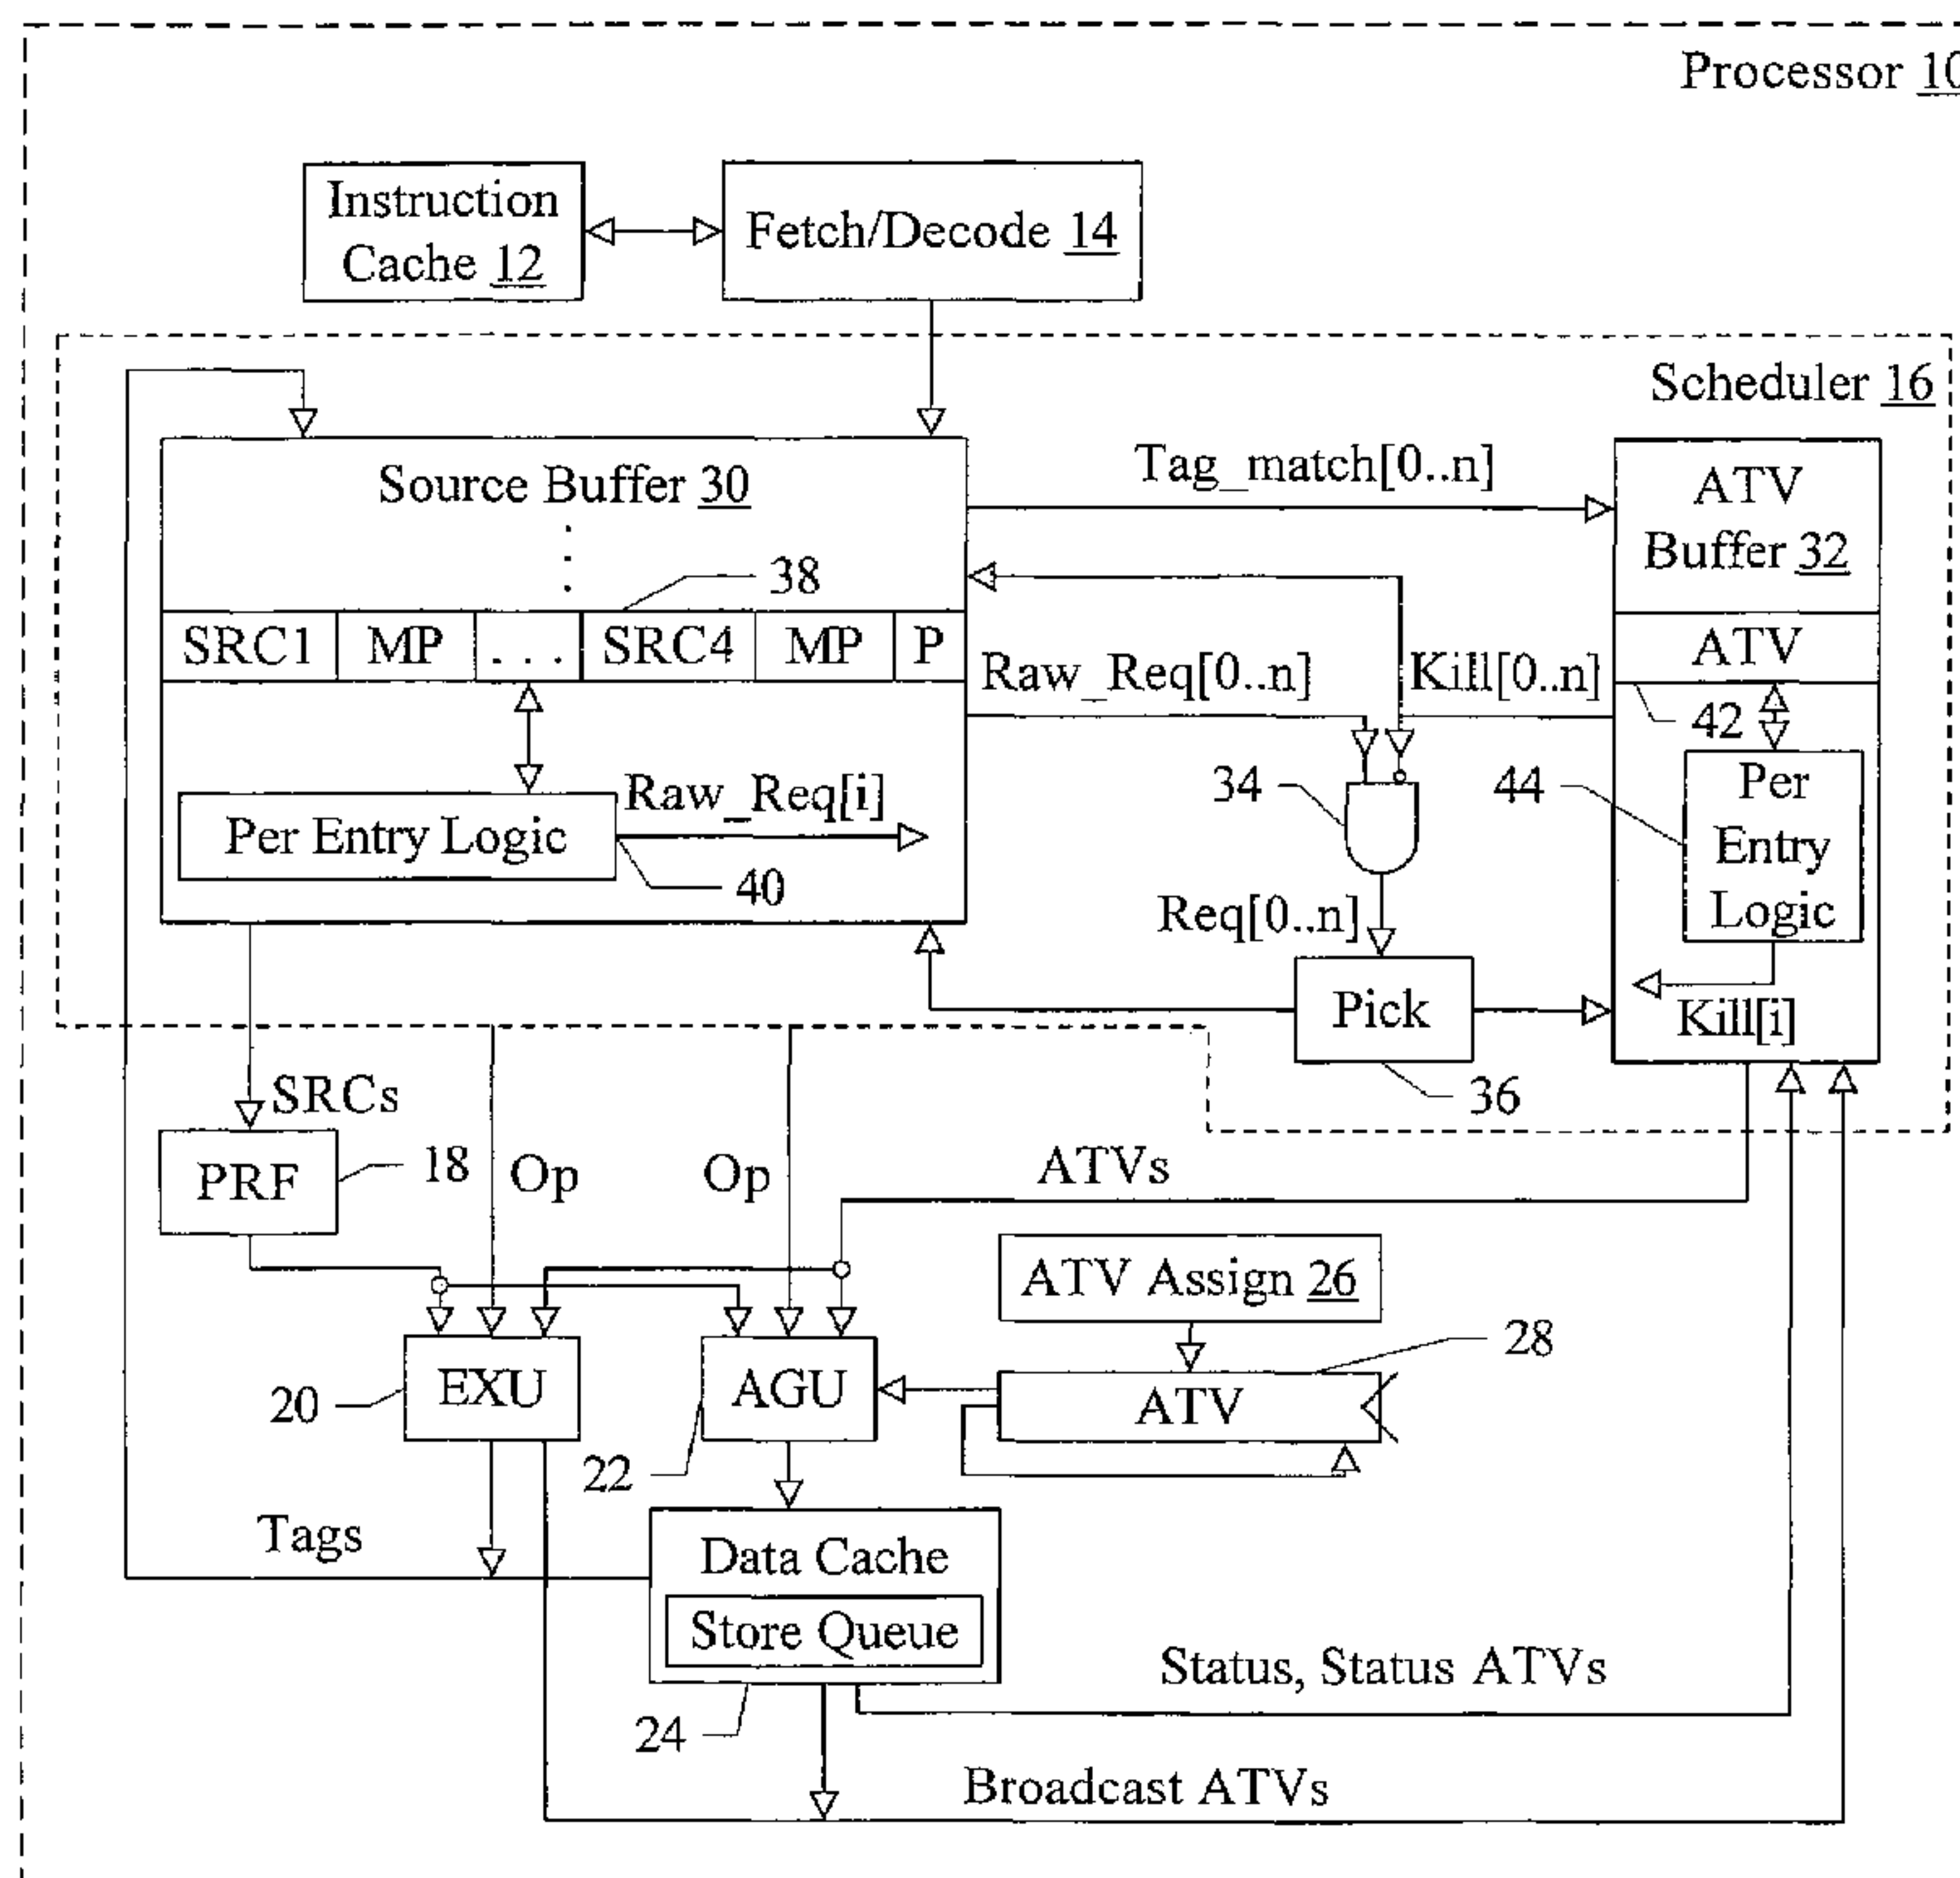 Processor 10
Instruction
Cache 12
Fetch/Decode 14
Scheduler 16
Source Buffer 30
Tag_match[0..n]
ATV
Buffer 32
38
SRC1 MP ... SRC4 MP P
Raw_Req[0..n]
Kill[0..n]
ATV
42
Per Entry Logic
Raw_Req[i]
40
34
44
Per
Entry
Logic
Req[0..n]
Pick
36
Kill[i]
SRCs
PRF
18
Op
Op
ATVs
ATV Assign 26
28
EXU
20
AGU
22
ATV
Tags
Data Cache
Store Queue
24
Status, Status ATVs
Broadcast ATVs